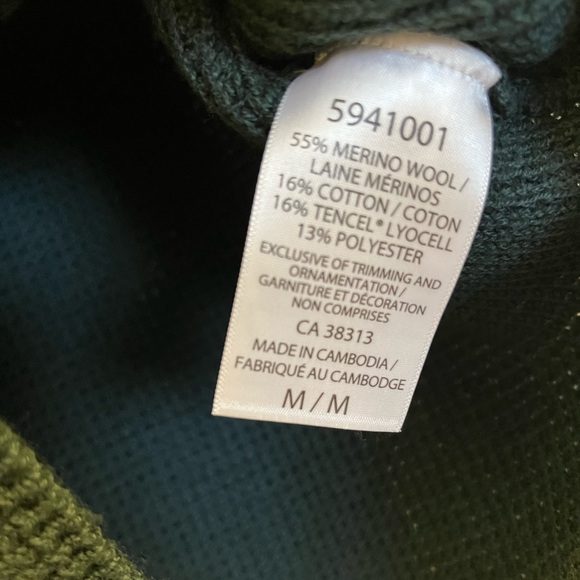 5941001
55% MERINO WOOL /
LAINE MÉRINOS
16% COTTON / COTON
16% TENCEL® LYOCELL
13% POLYESTER
EXCLUSIVE OF TRIMMING AND
ORNAMENTATION /
GARNITURE ET DÉCORATION
NON COMPRISES
CA 38313
MADE IN CAMBODIA /
FABRIQUÉ AU CAMBODGE
M / M